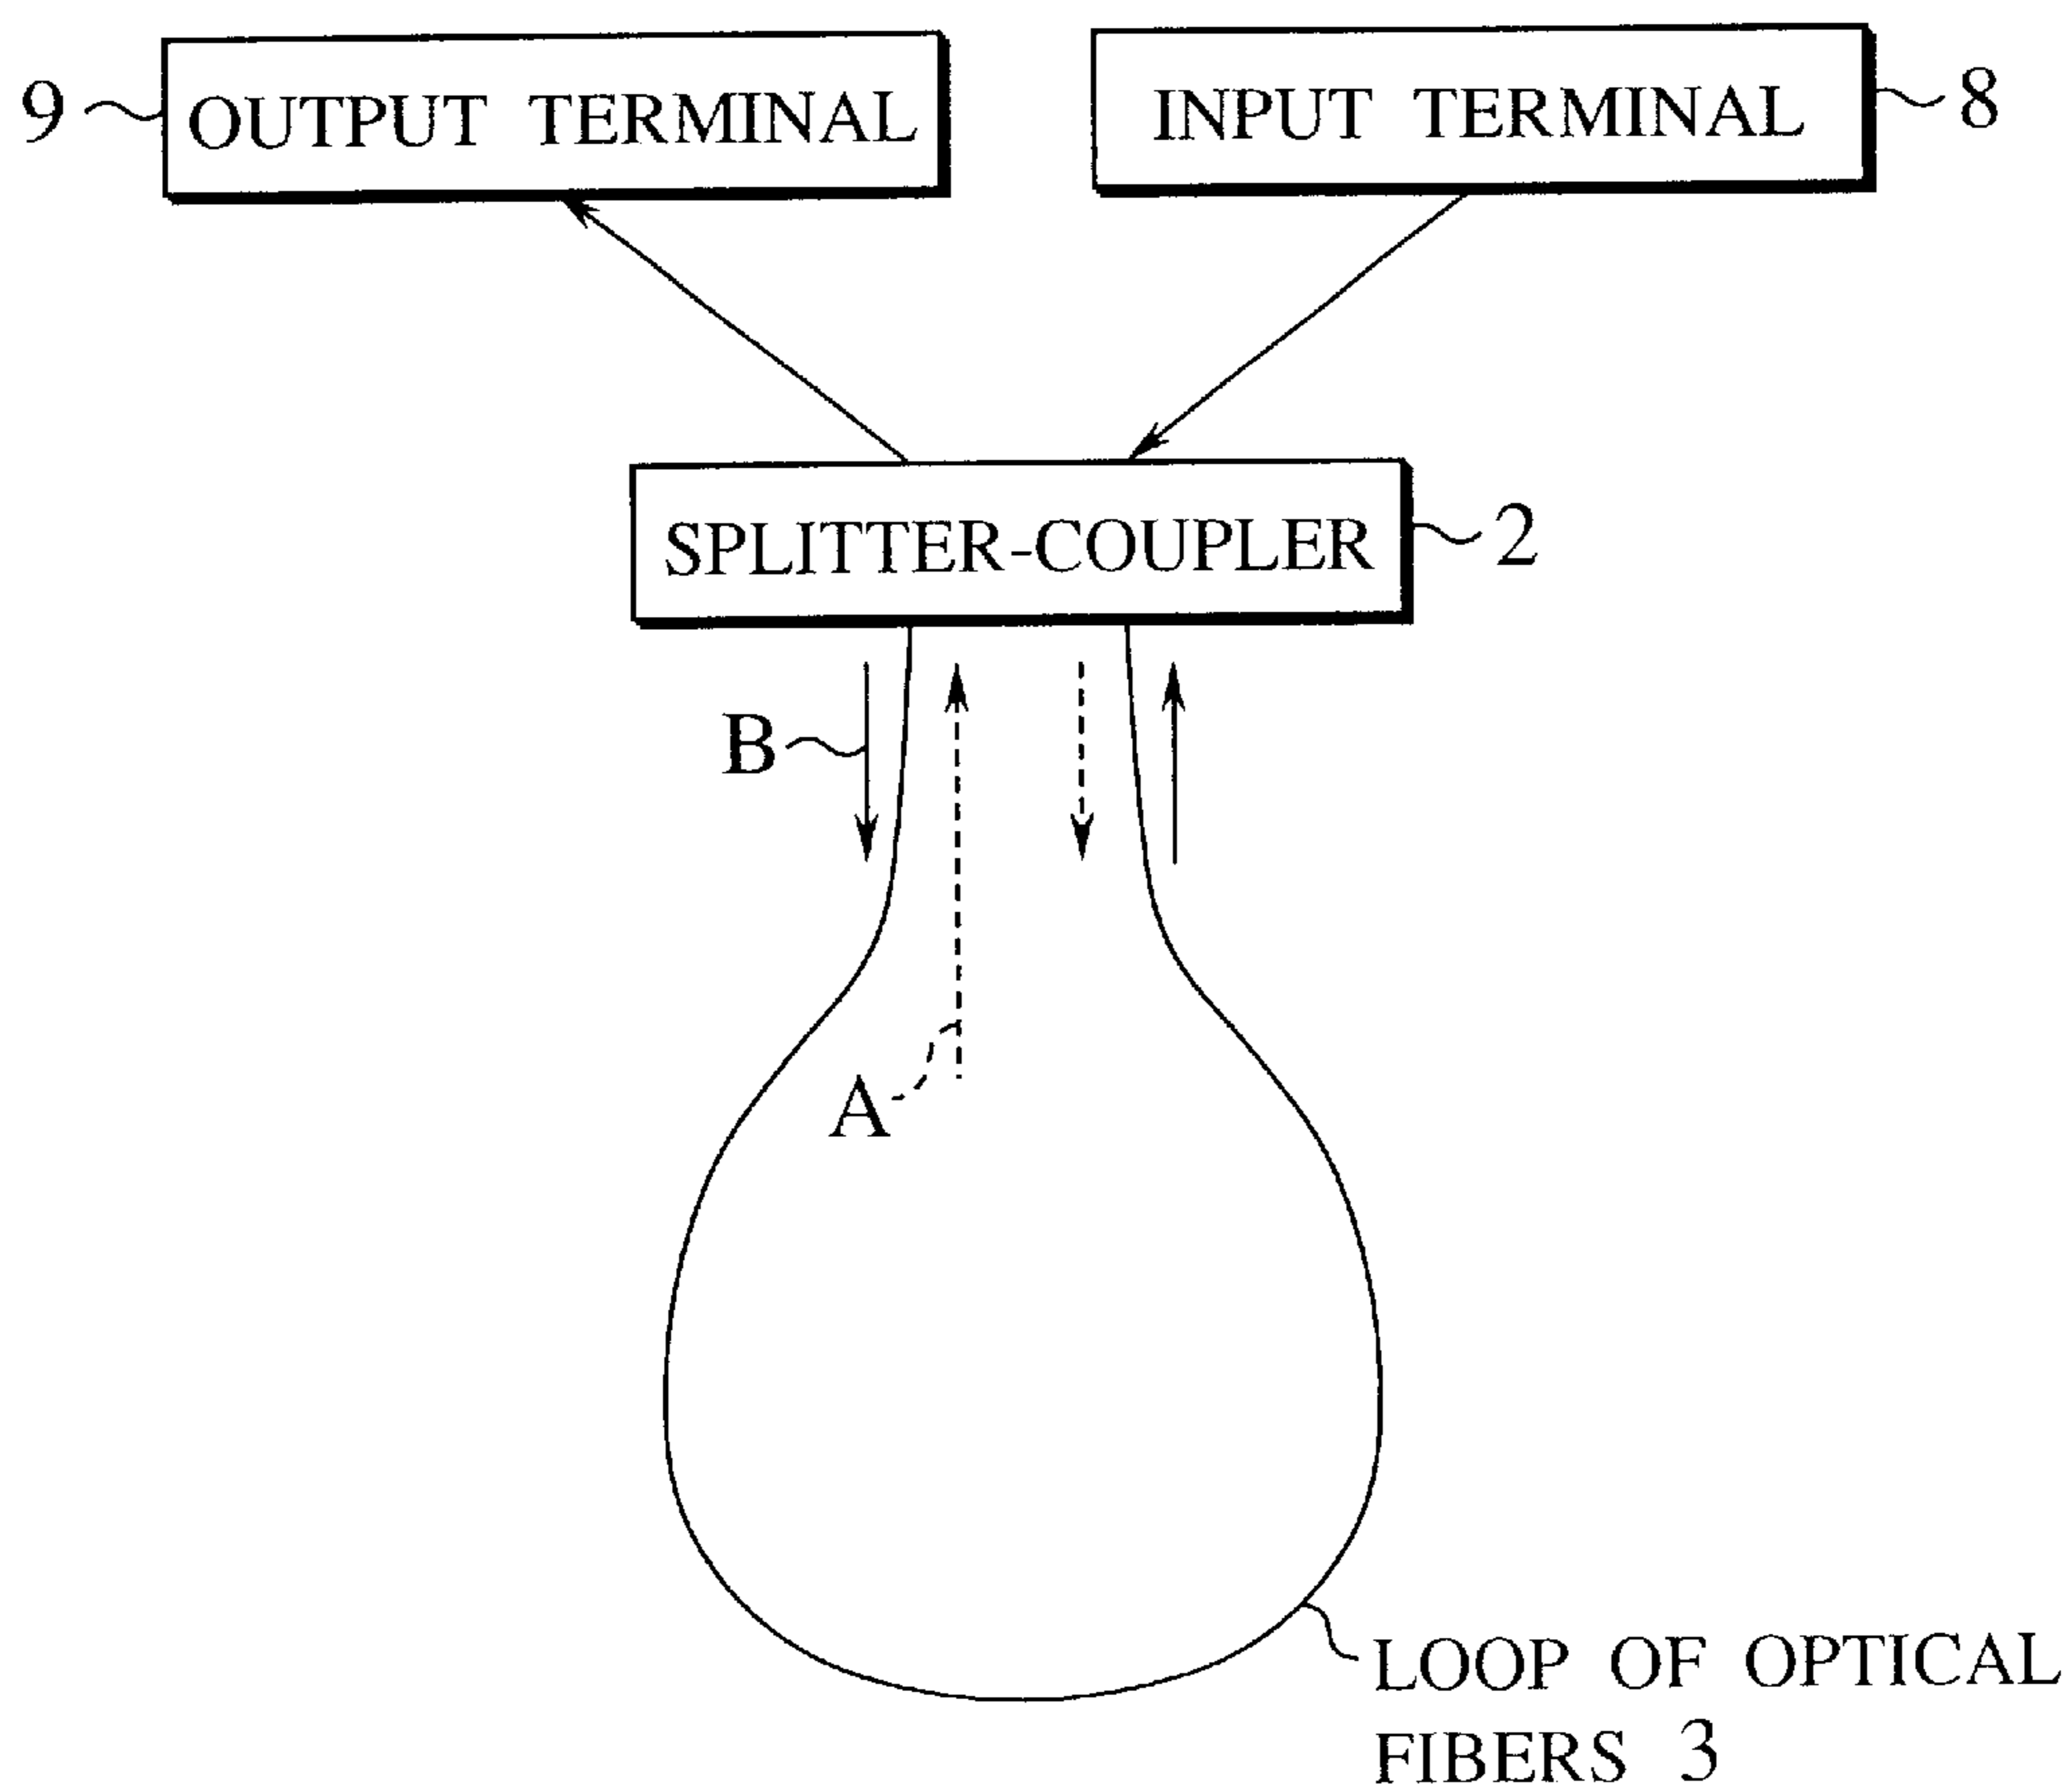 9
OUTPUT TERMINAL
INPUT TERMINAL
8
SPLITTER-COUPLER
2
B
A
LOOP OF OPTICAL
FIBERS 3